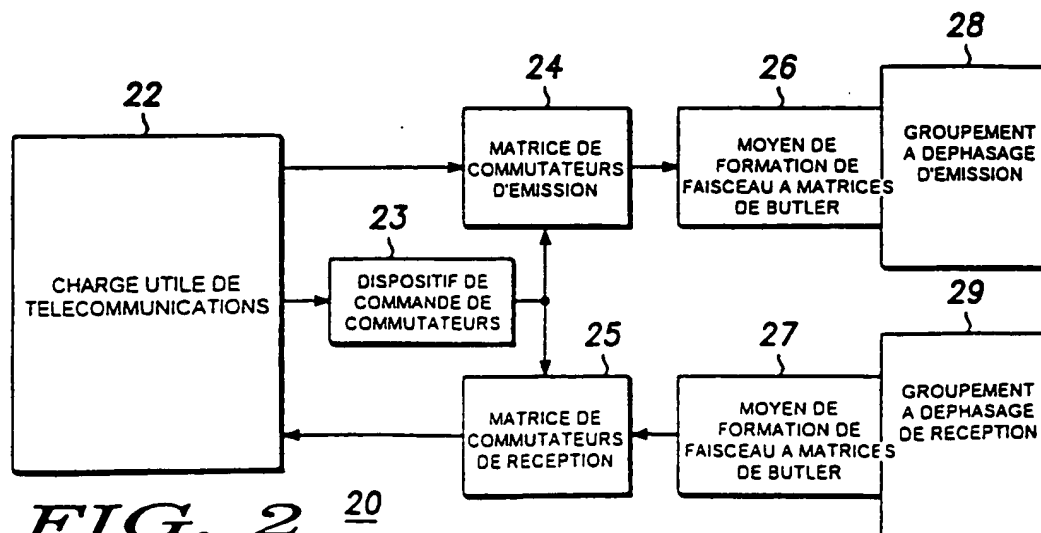 22
CHARGE UTILE DE
TELECOMMUNICATIONS
23
DISPOSITIF DE
COMMANDE DE
COMMUTATEURS
24
MATRICE DE
COMMUTATEURS
D'EMISSION
25
MATRICE DE
COMMUTATEURS
DE RECEPTION
26
MOYEN DE
FORMATION DE
FAISCEAU A MATRICES
DE BUTLER
27
MOYEN DE
FORMATION DE
FAISCEAU A MATRICES
DE BUTLER
28
GROUPEMENT
A DEPHASAGE
D'EMISSION
29
GROUPEMENT
A DEPHASAGE
DE RECEPTION
FIG. 2 20